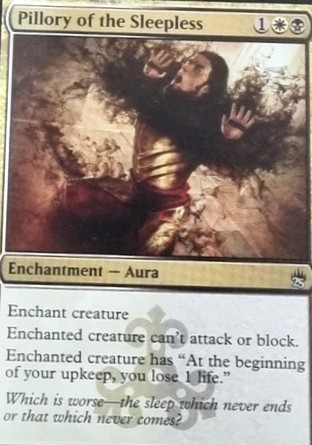 Pillory of the Sleepless 1
Enchantment — Aura
25
Enchant creature
Enchanted creature can't attack or block.
Enchanted creature has "At the beginning
of your upkeep, you lose 1 life."
Which is worse—the sleep which never ends
or that which never comes?